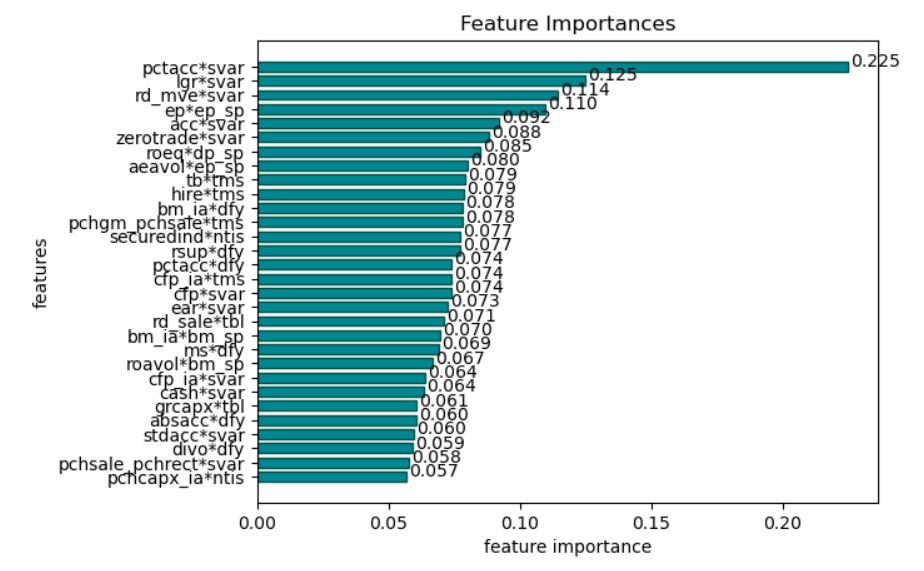 Feature Importances
features
pctacc*svar 0.225
lgr*svar 0.125
rd_mve*svar 0.114
ep*ep_sp 0.110
acc*svar 0.092
zerotrade*svar 0.088
roeq*dp_sp 0.085
aeavol*ep_sp 0.080
tb*tms 0.079
hire*tms 0.079
bm_ia*dfy 0.078
pchgm_pchsale*tms 0.078
securedind*ntis 0.077
rsup*dfy 0.077
pctacc*dfy 0.074
cfp_ia*tms 0.074
cfp*svar 0.074
ear*svar 0.073
rd_sale*tbl 0.071
bm_ia*bm_sp 0.070
ms*dfy 0.069
roavol*bm_sp 0.067
cfp_ia*svar 0.064
cash*svar 0.064
grcapx*tbl 0.061
absacc*dfy 0.060
stdacc*svar 0.060
divo*dfy 0.059
pchsale_pchrect*svar 0.058
pchcapx_ia*ntis 0.057
0.00 0.05 0.10 0.15 0.20
feature importance